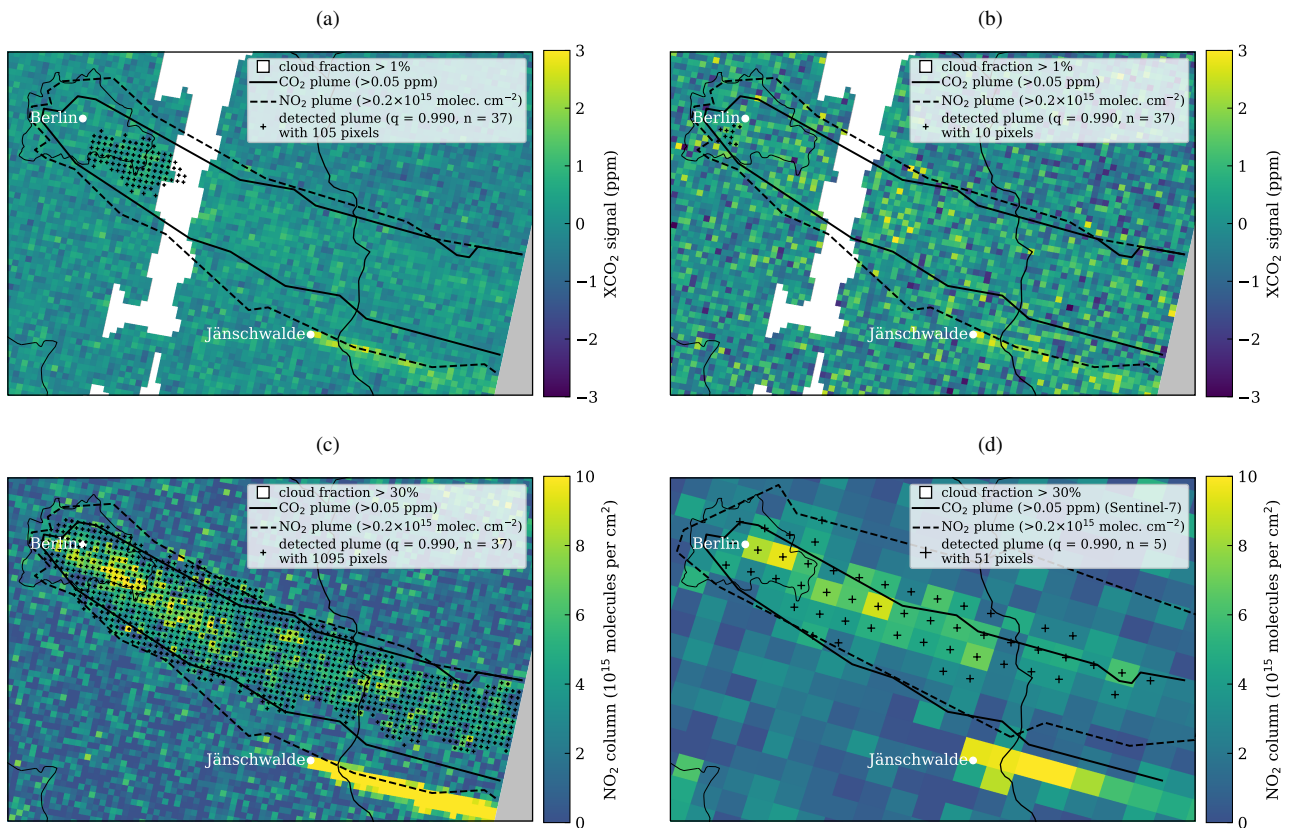 (a)
cloud fraction > 1%
CO₂ plume (>0.05 ppm)
NO₂ plume (>0.2×10¹⁵ molec. cm⁻²)
detected plume (q = 0.990, n = 37)
with 105 pixels
Berlin
Jänschwalde
3
2
1
0
−1
−2
−3
XCO₂ signal (ppm)
(b)
cloud fraction > 1%
CO₂ plume (>0.05 ppm)
NO₂ plume (>0.2×10¹⁵ molec. cm⁻²)
detected plume (q = 0.990, n = 37)
with 10 pixels
Berlin
Jänschwalde
3
2
1
0
−1
−2
−3
XCO₂ signal (ppm)
(c)
cloud fraction > 30%
CO₂ plume (>0.05 ppm)
NO₂ plume (>0.2×10¹⁵ molec. cm⁻²)
detected plume (q = 0.990, n = 37)
with 1095 pixels
Berlin
Jänschwalde
10
8
6
4
2
0
NO₂ column (10¹⁵ molecules per cm²)
(d)
cloud fraction > 30%
CO₂ plume (>0.05 ppm) (Sentinel-7)
NO₂ plume (>0.2×10¹⁵ molec. cm⁻²)
detected plume (q = 0.990, n = 5)
with 51 pixels
Berlin
Jänschwalde
10
8
6
4
2
0
NO₂ column (10¹⁵ molecules per cm²)